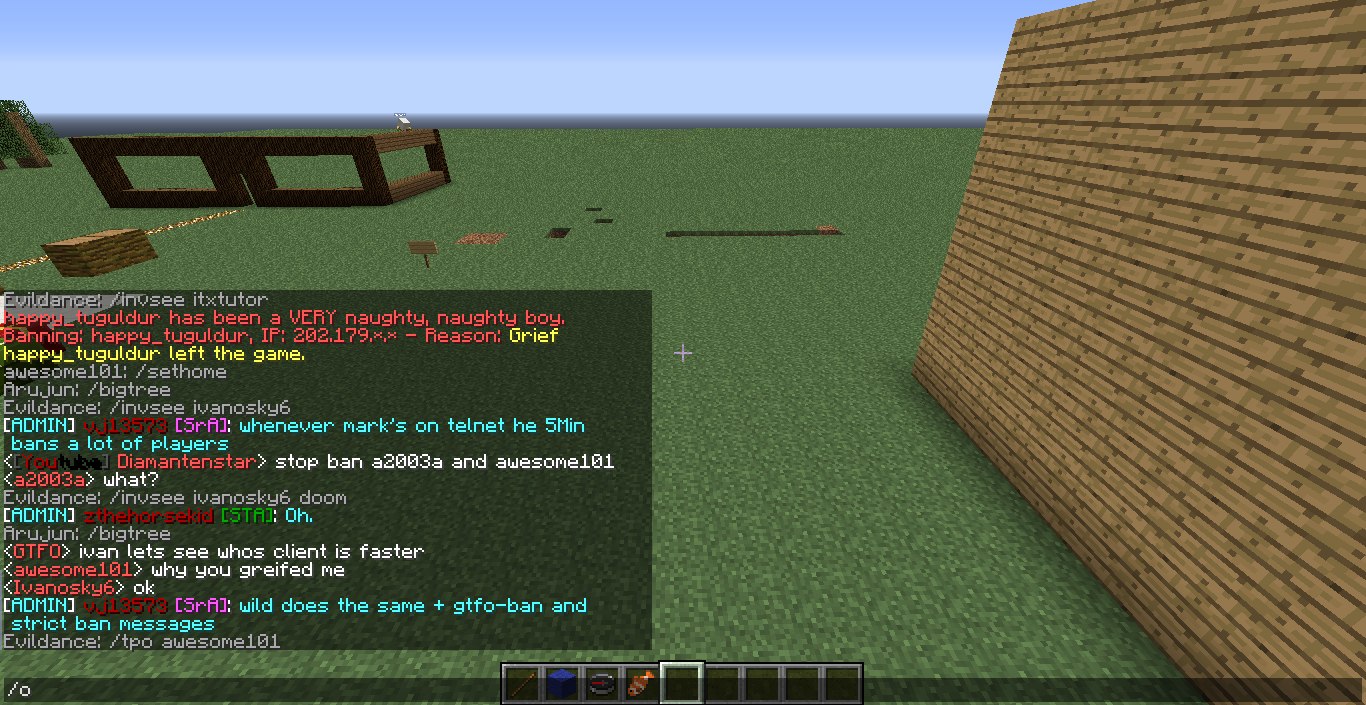 Evildance: /invsee itxtutor
happy_tuguldur has been a VERY naughty, naughty boy.
Banning: happy_tuguldur, IP: 202.179.*.* - Reason: Grief
happy_tuguldur left the game.
awesome101: /sethome
Arujun: /bigtree
Evildance: /invsee ivanosky6
[ADMIN] vj13573 [SrA]: whenever mark's on telnet he 5Min
bans a lot of players
<[Youtube] Diamantenstar> stop ban a2003a and awesome101
<a2003a> what?
Evildance: /invsee ivanosky6 doom
[ADMIN] zthehorsekid [STA]: Oh.
Arujun: /bigtree
<GTFO> ivan lets see whos client is faster
<awesome101> why you greifed me
<Ivanosky6> ok
[ADMIN] vj13573 [SrA]: wild does the same + gtfo-ban and
strict ban messages
Evildance: /tpo awesome101
/o